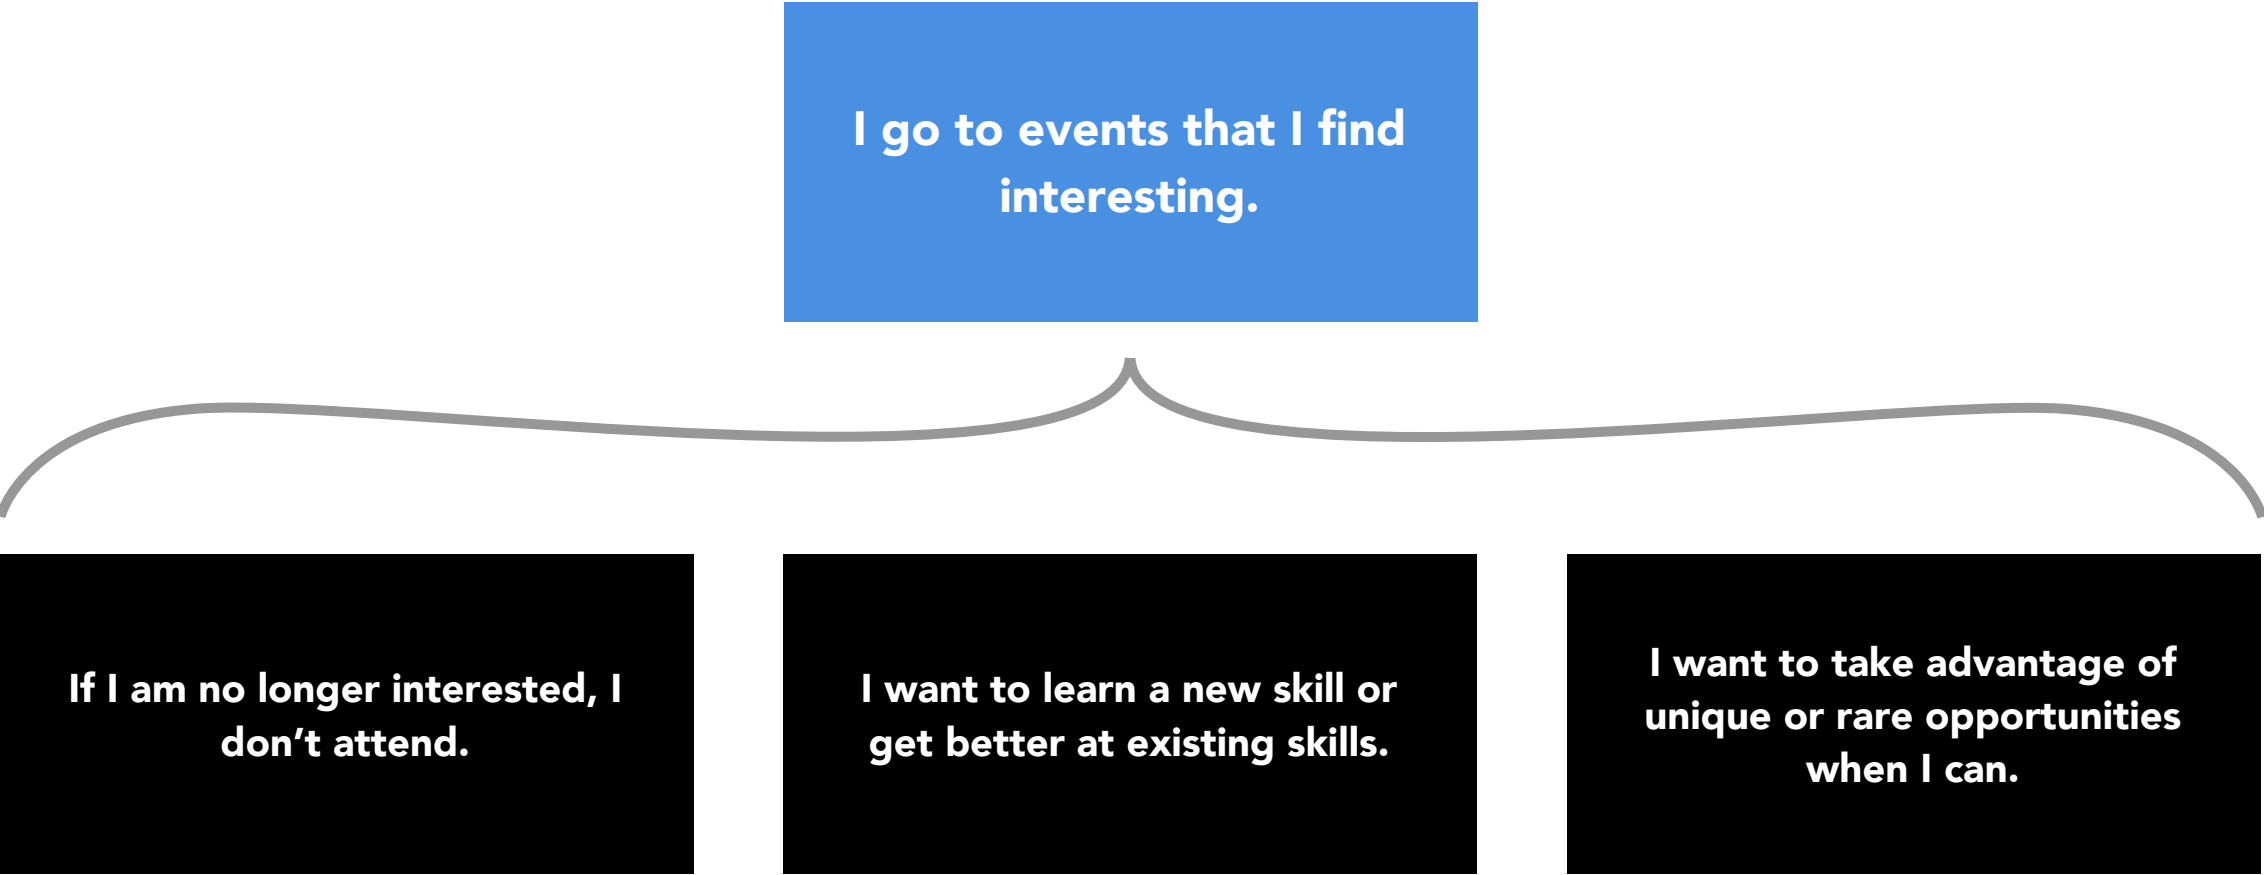 I go to events that I find
interesting.
If I am no longer interested, I
don’t attend.
I want to learn a new skill or
get better at existing skills.
I want to take advantage of
unique or rare opportunities
when I can.